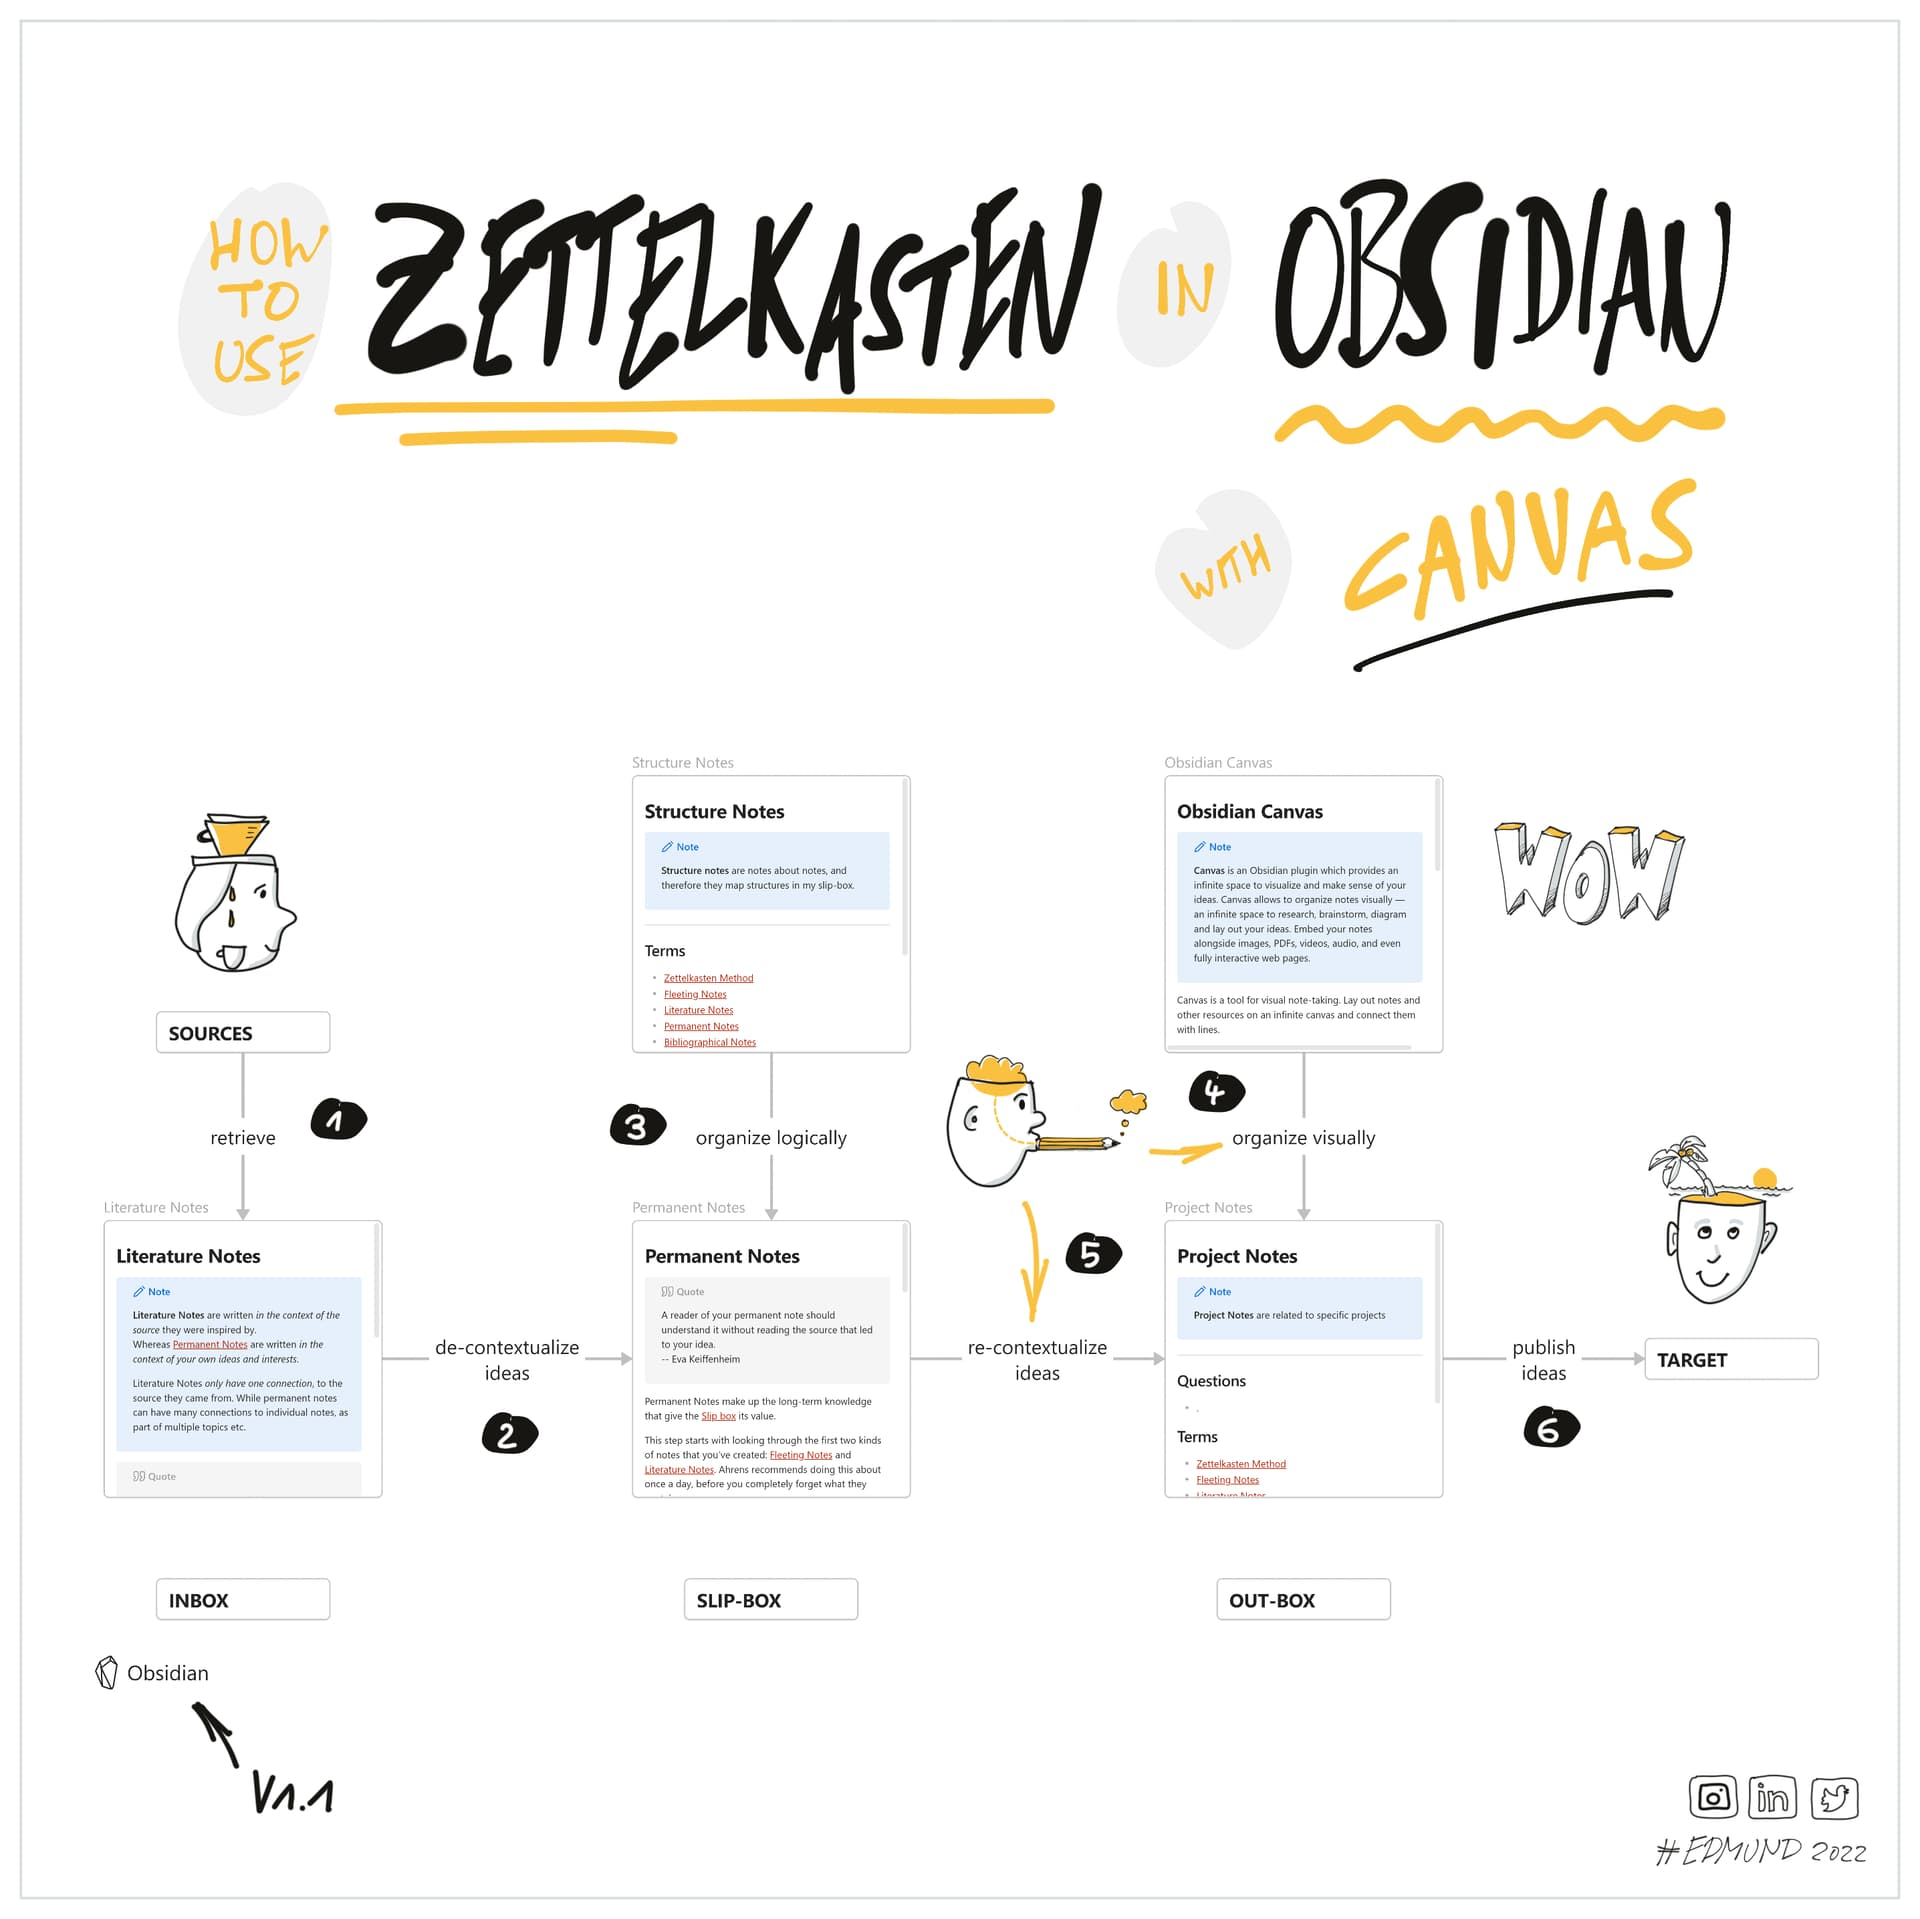 HOW
TO
USE
ZETTELKASTEN
IN
OBSIDIAN
WITH
CANVAS
WOW
SOURCES
1
retrieve
Literature Notes
Literature Notes
Note
Literature Notes are written in the context of the
source they were inspired by.
Whereas Permanent Notes are written in the
context of your own ideas and interests.
Literature Notes only have one connection, to the
source they came from. While permanent notes
can have many connections to individual notes, as
part of multiple topics etc.
Quote
de-contextualize
ideas
2
Structure Notes
Structure Notes
Note
Structure notes are notes about notes, and
therefore they map structures in my slip-box.
Terms
• Zettelkasten Method
• Fleeting Notes
• Literature Notes
• Permanent Notes
• Bibliographical Notes
3
organize logically
Permanent Notes
Permanent Notes
Quote
A reader of your permanent note should
understand it without reading the source that led
to your idea.
-- Eva Keiffenheim
Permanent Notes make up the long-term knowledge
that give the Slip box its value.
This step starts with looking through the first two kinds
of notes that you've created: Fleeting Notes and
Literature Notes. Ahrens recommends doing this about
once a day, before you completely forget what they
Obsidian Canvas
Obsidian Canvas
Note
Canvas is an Obsidian plugin which provides an
infinite space to visualize and make sense of your
ideas. Canvas allows to organize notes visually —
an infinite space to research, brainstorm, diagram
and lay out your ideas. Embed your notes
alongside images, PDFs, videos, audio, and even
fully interactive web pages.
Canvas is a tool for visual note-taking. Lay out notes and
other resources on an infinite canvas and connect them
with lines.
4
organize visually
5
re-contextualize
ideas
Project Notes
Project Notes
Note
Project Notes are related to specific projects
Questions
• .
Terms
• Zettelkasten Method
• Fleeting Notes
• Literature Notes
publish
ideas
6
TARGET
INBOX
SLIP-BOX
OUT-BOX
Obsidian
V1.1
in
#EDMUND 2022